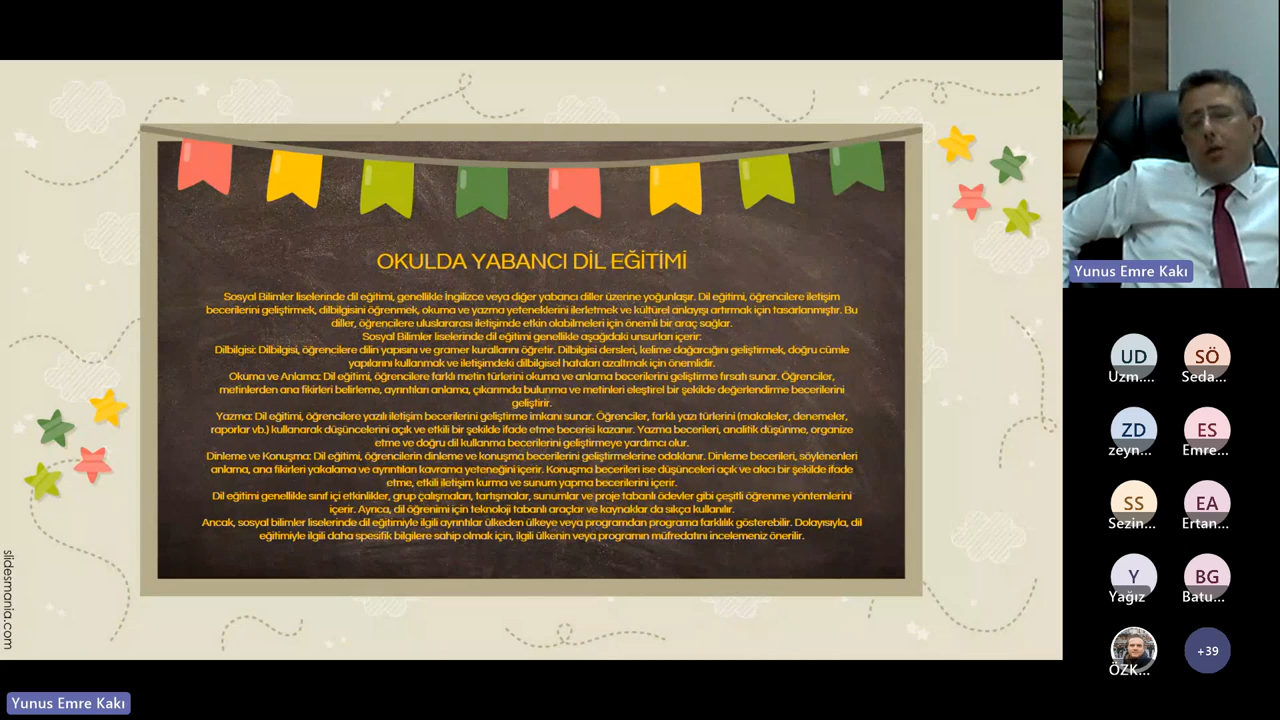 OKULDA YABANCI DİL EĞİTİMİ
Sosyal Bilimler liselerinde dil eğitimi, genellikle İngilizce veya diğer yabancı diller üzerine yoğunlaşır. Dil eğitimi, öğrencilere iletişim
becerilerini geliştirmek, dilbilgisini öğrenmek, okuma ve yazma yeteneklerini ilerletmek ve kültürel anlayışı artırmak için tasarlanmıştır. Bu
diller, öğrencilere uluslararası iletişimde etkin olabilmeleri için önemli bir araç sağlar.
Sosyal Bilimler liselerinde dil eğitimi genellikle aşağıdaki unsurları içerir:
Dilbilgisi: Dilbilgisi, öğrencilere dilin yapısını ve gramer kurallarını öğretir. Dilbilgisi dersleri, kelime dağarcığını geliştirmek, doğru cümle
yapılarını kullanmak ve iletişimdeki dilbilgisel hataları azaltmak için önemlidir.
Okuma ve Anlama: Dil eğitimi, öğrencilere farklı metin türlerini okuma ve anlama becerilerini geliştirme fırsatı sunar. Öğrenciler,
metinlerden ana fikirleri belirleme, ayrıntıları anlama, çıkarımda bulunma ve metinleri eleştirel bir şekilde değerlendirme becerilerini
geliştirir.
Yazma: Dil eğitimi, öğrencilere yazılı iletişim becerilerini geliştirme imkanı sunar. Öğrenciler, farklı yazı türlerini (makaleler, denemeler,
raporlar vb.) kullanarak düşüncelerini açık ve etkili bir şekilde ifade etme becerisi kazanır. Yazma becerileri, analitik düşünme, organize
etme ve doğru dil kullanma becerilerini geliştirmeye yardımcı olur.
Dinleme ve Konuşma: Dil eğitimi, öğrencilerin dinleme ve konuşma becerilerini geliştirmelerine odaklanır. Dinleme becerileri, söylenenleri
anlama, ana fikirleri yakalama ve ayrıntıları kavrama yeteneğini içerir. Konuşma becerileri ise düşünceleri açık ve akıcı bir şekilde ifade
etme, etkili iletişim kurma ve sunum yapma becerilerini içerir.
Dil eğitimi genellikle sınıf içi etkinlikler, grup çalışmaları, tartışmalar, sunumlar ve proje tabanlı ödevler gibi çeşitli öğrenme yöntemlerini
içerir. Ayrıca, dil öğrenimi için teknoloji tabanlı araçlar ve kaynaklar da sıkça kullanılır.
Ancak, sosyal bilimler liselerinde dil eğitimiyle ilgili ayrıntılar ülkeden ülkeye veya programdan programa farklılık gösterebilir. Dolayısıyla, dil
eğitimiyle ilgili daha spesifik bilgilere sahip olmak için, ilgili ülkenin veya programın müfredatını incelemeniz önerilir.
slidesmania.com
Yunus Emre Kakı
UD
Uzm....
SÖ
Seda...
ZD
zeyn...
ES
Emre...
SS
Sezin...
EA
Ertan...
Y
Yağız
BG
Batu...
ÖZK...
+39
Yunus Emre Kakı